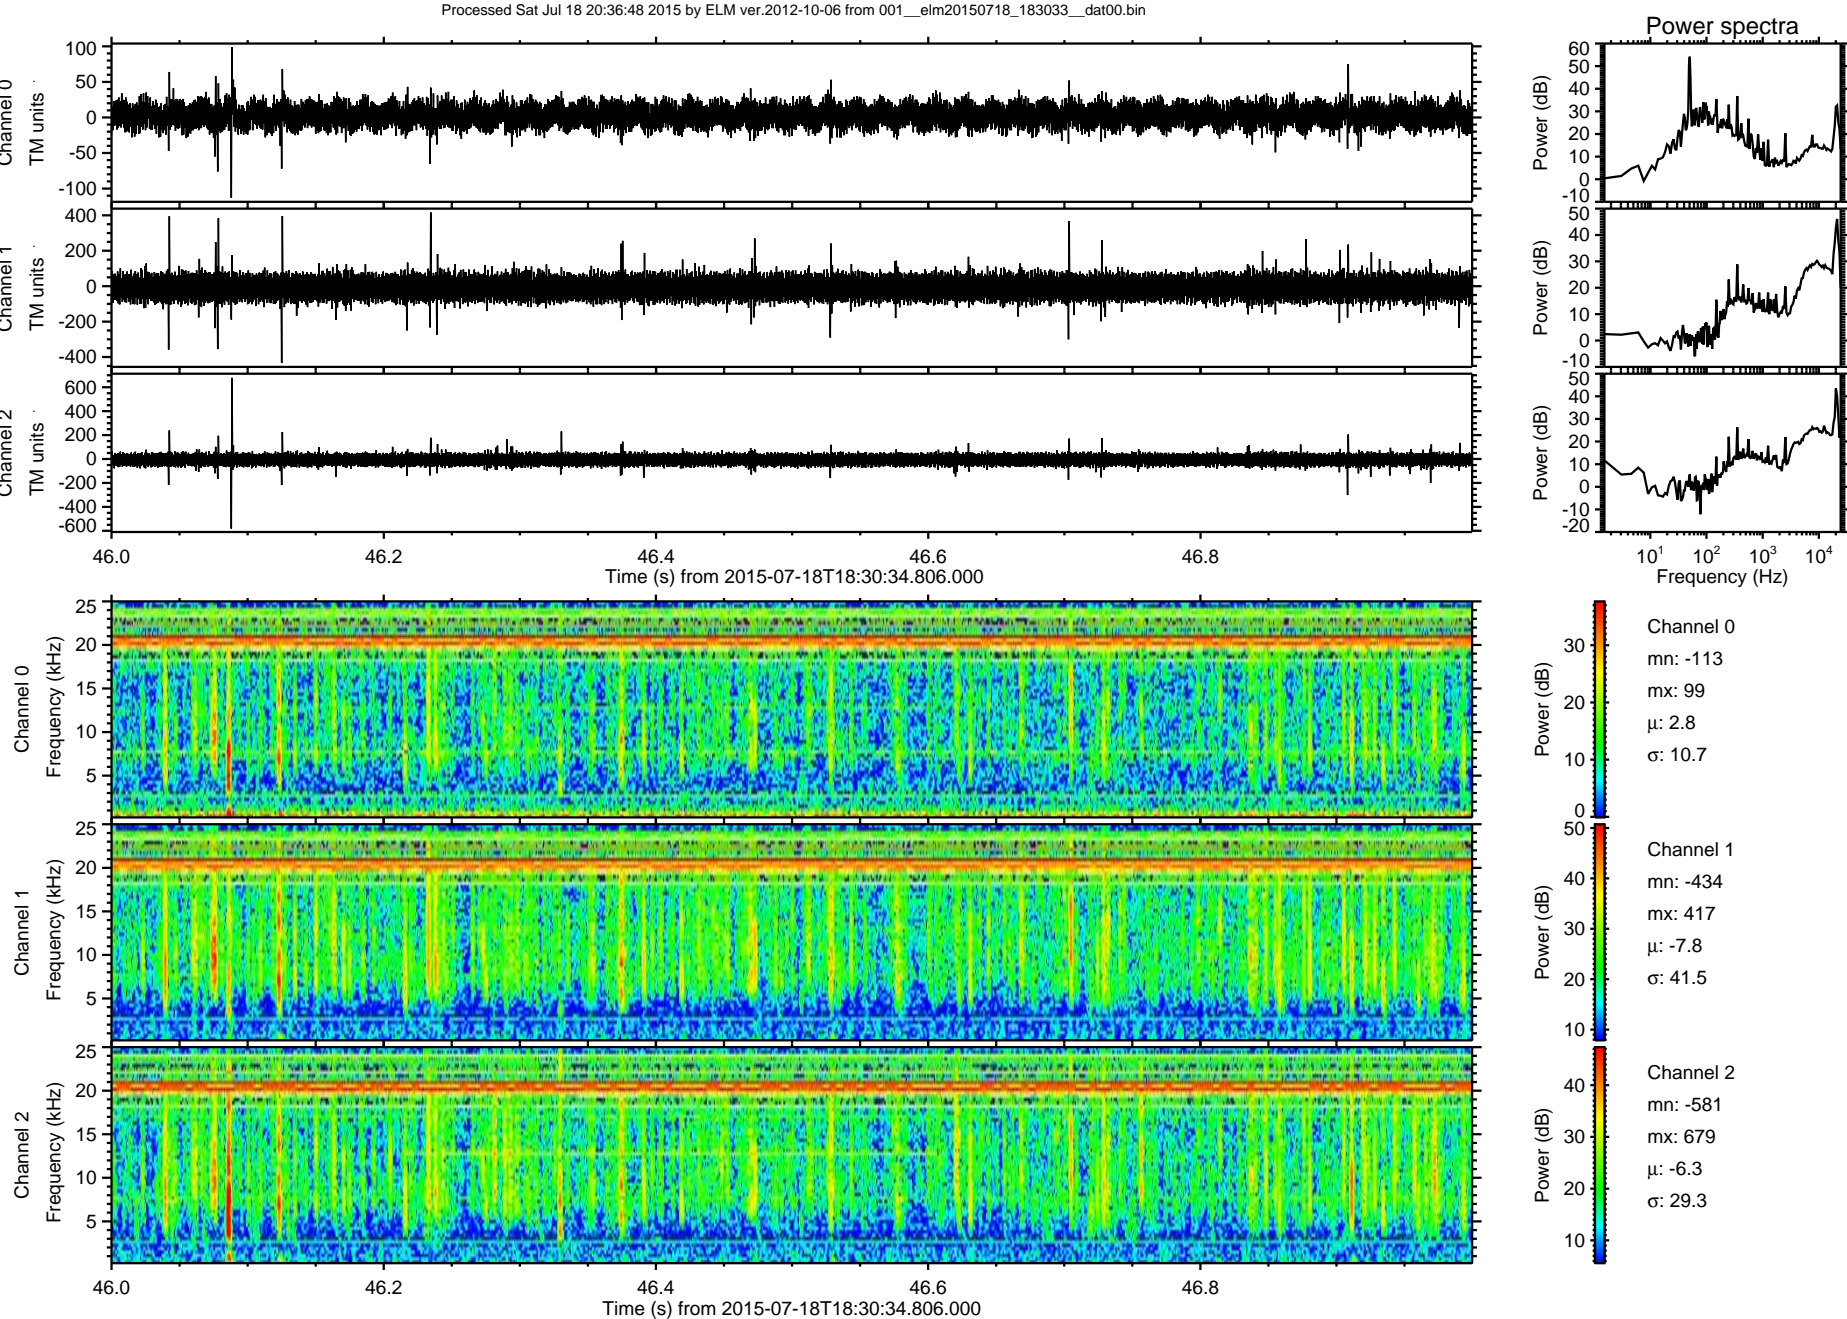 Processed Sat Jul 18 20:36:48 2015 by ELM ver.2012-10-06 from 001__elm20150718_183033__dat00.bin
Power spectra
Channel 0
TM units
100
50
0
-50
-100
Power (dB)
60
50
40
30
20
10
0
-10
Channel 1
TM units
400
200
0
-200
-400
Power (dB)
50
40
30
20
10
0
-10
Channel 2
TM units
600
400
200
0
-200
-400
-600
Power (dB)
50
40
30
20
10
0
-10
-20
46.0 46.2 46.4 46.6 46.8
Time (s) from 2015-07-18T18:30:34.806.000
10¹ 10² 10³ 10⁴
Frequency (Hz)
Channel 0
Frequency (kHz)
25
20
15
10
5
Power (dB)
30
20
10
0
Channel 0
mn: -113
mx: 99
μ: 2.8
σ: 10.7
Channel 1
Frequency (kHz)
25
20
15
10
5
Power (dB)
50
40
30
20
10
Channel 1
mn: -434
mx: 417
μ: -7.8
σ: 41.5
Channel 2
Frequency (kHz)
25
20
15
10
5
Power (dB)
40
30
20
10
Channel 2
mn: -581
mx: 679
μ: -6.3
σ: 29.3
46.0 46.2 46.4 46.6 46.8
Time (s) from 2015-07-18T18:30:34.806.000